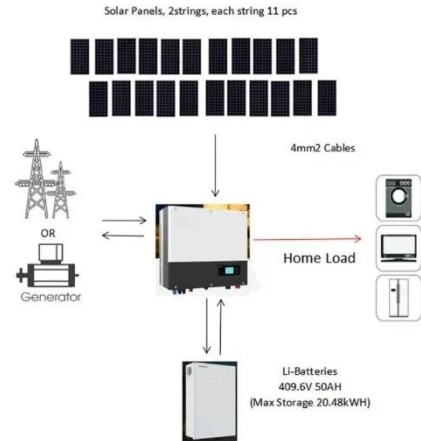 Solar Panels, 2strings, each string 11 pcs
4mm2 Cables
OR
Generator
Home Load
Li-Batteries
409.6V 50AH
(Max Storage 20.48kWH)